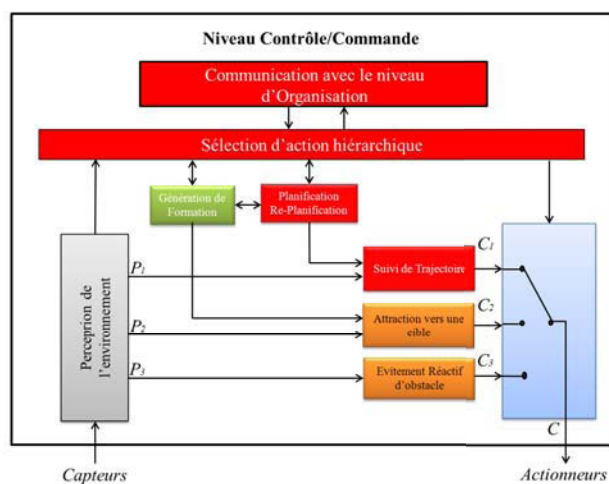 Niveau Contrôle/Commande
Communication avec le niveau
d'Organisation
Sélection d'action hiérarchique
Génération de
Formation
Planification
Re-Planification
Perceprion de
l'environnement
P1
P2
P3
Suivi de Trajectoire
Attraction vers une
cible
Evitement Réactif
d'obstacle
C1
C2
C3
C
Capteurs
Actionneurs